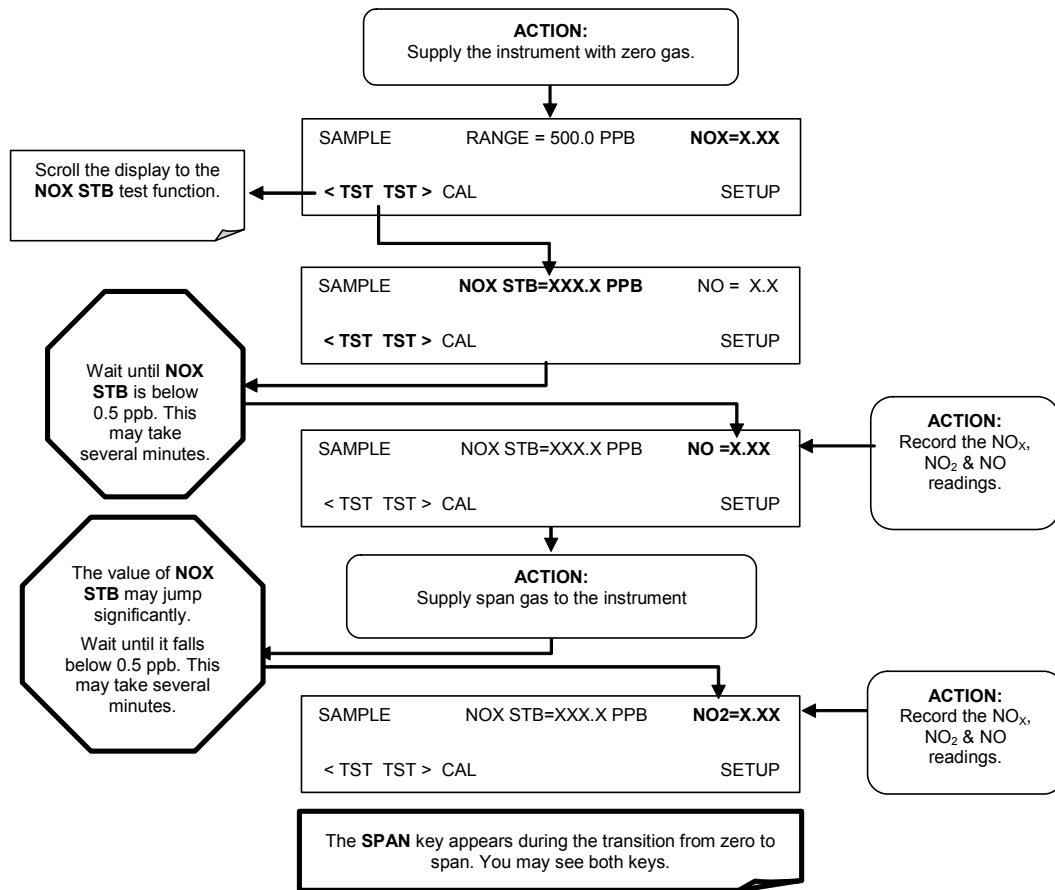 ACTION:
Supply the instrument with zero gas.
SAMPLE RANGE = 500.0 PPB NOX=X.XX
< TST TST > CAL SETUP
Scroll the display to the
NOX STB test function.
SAMPLE NOX STB=XXX.X PPB NO = X.X
< TST TST > CAL SETUP
Wait until NOX
STB is below
0.5 ppb. This
may take
several minutes.
SAMPLE NOX STB=XXX.X PPB NO =X.XX
< TST TST > CAL SETUP
ACTION:
Record the NOX,
NO2 & NO
readings.
ACTION:
Supply span gas to the instrument
The value of NOX
STB may jump
significantly.
Wait until it falls
below 0.5 ppb. This
may take several
minutes.
SAMPLE NOX STB=XXX.X PPB NO2=X.XX
< TST TST > CAL SETUP
ACTION:
Record the NOX,
NO2 & NO
readings.
The SPAN key appears during the transition from zero to
span. You may see both keys.